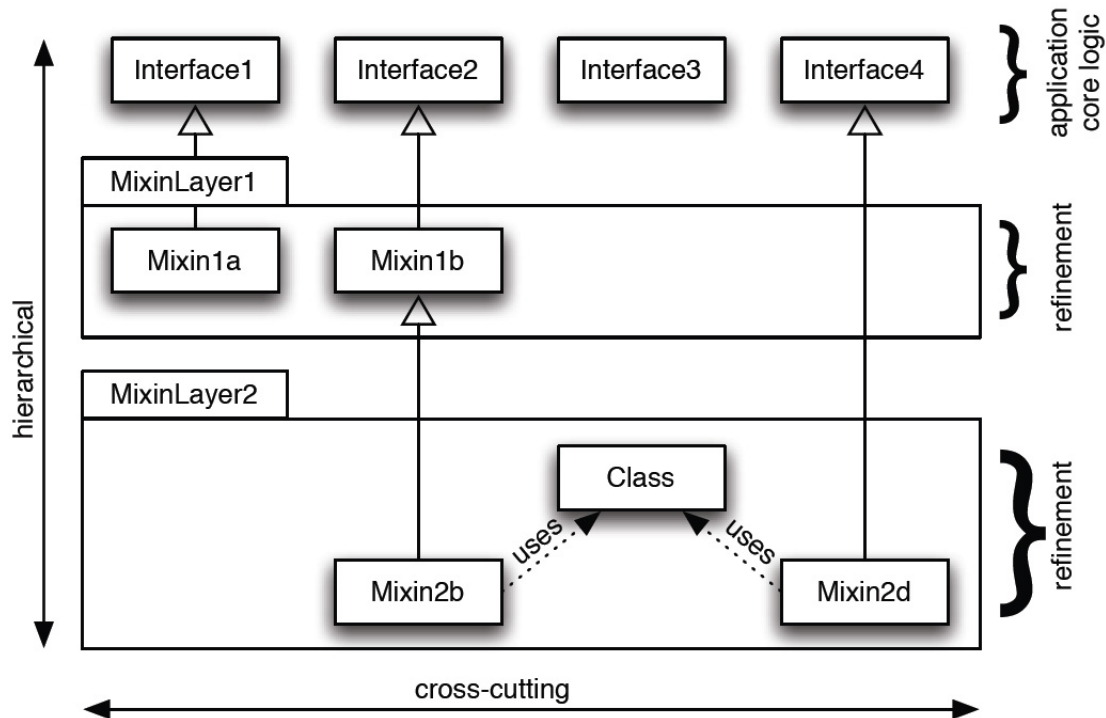 Interface1
Interface2
Interface3
Interface4
application
core logic
MixinLayer1
Mixin1a
Mixin1b
refinement
hierarchical
MixinLayer2
Class
uses
uses
Mixin2b
Mixin2d
refinement
cross-cutting